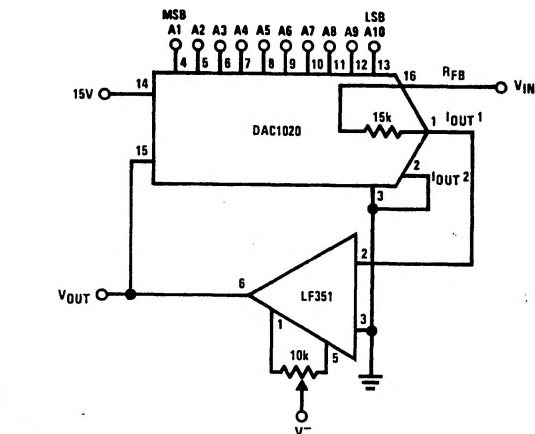 MSB LSB
A1 A2 A3 A4 A5 A6 A7 A8 A9 A10
4 5 6 7 8 9 10 11 12 13
16 RFB VIN
15V 14
15k
DAC1020
1 IOUT 1
15
2
IOUT 2
3
2
6
VOUT
LF351
1
3
10k
5
V−